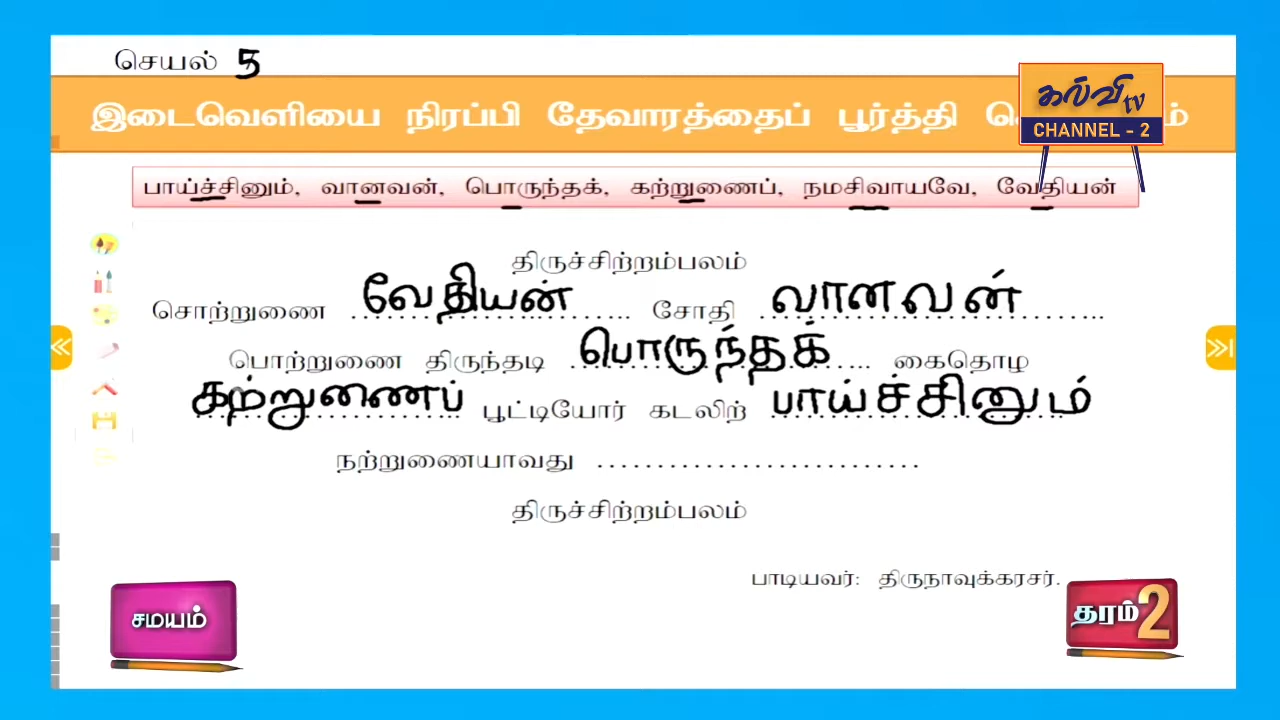 செயல் 5
இடைவெளியை நிரப்பி தேவாரத்தைப் பூர்த்தி
கல்வி tv
CHANNEL - 2
பாய்ச்சினும், வானவன், பொருந்தக், கற்றுணைப், நமசிவாயவே, வேதியன்
திருச்சிற்றம்பலம்
சொற்றுணை வேதியன் சோதி வானவன்
பொற்றுணை திருந்தடி பொருந்தக் கைதொழ
கற்றுணைப் பூட்டியோர் கடலிற் பாய்ச்சினும்
நற்றுணையாவது ...........................
திருச்சிற்றம்பலம்
பாடியவர்: திருநாவுக்கரசர்.
சமயம்
தரம் 2